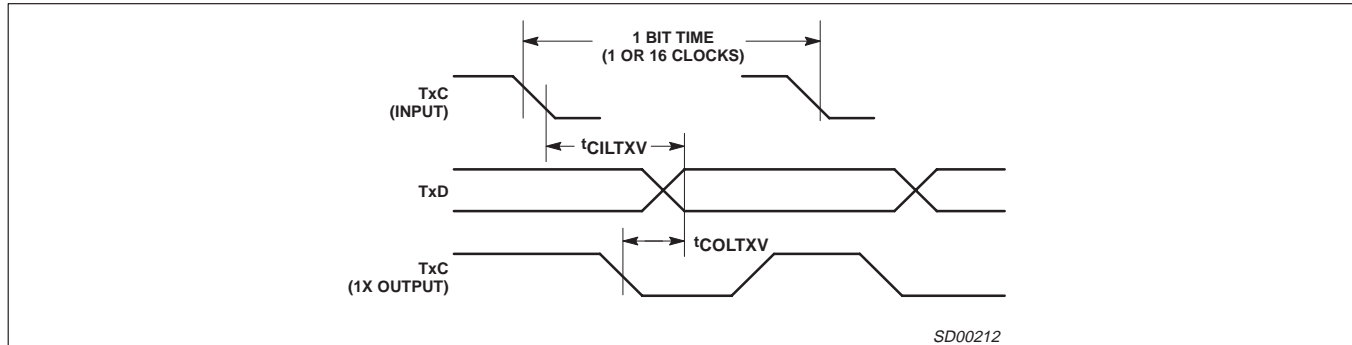 1 BIT TIME
(1 OR 16 CLOCKS)
TxC
(INPUT)
tCILTXV
TxD
tCOLTXV
TxC
(1X OUTPUT)
SD00212